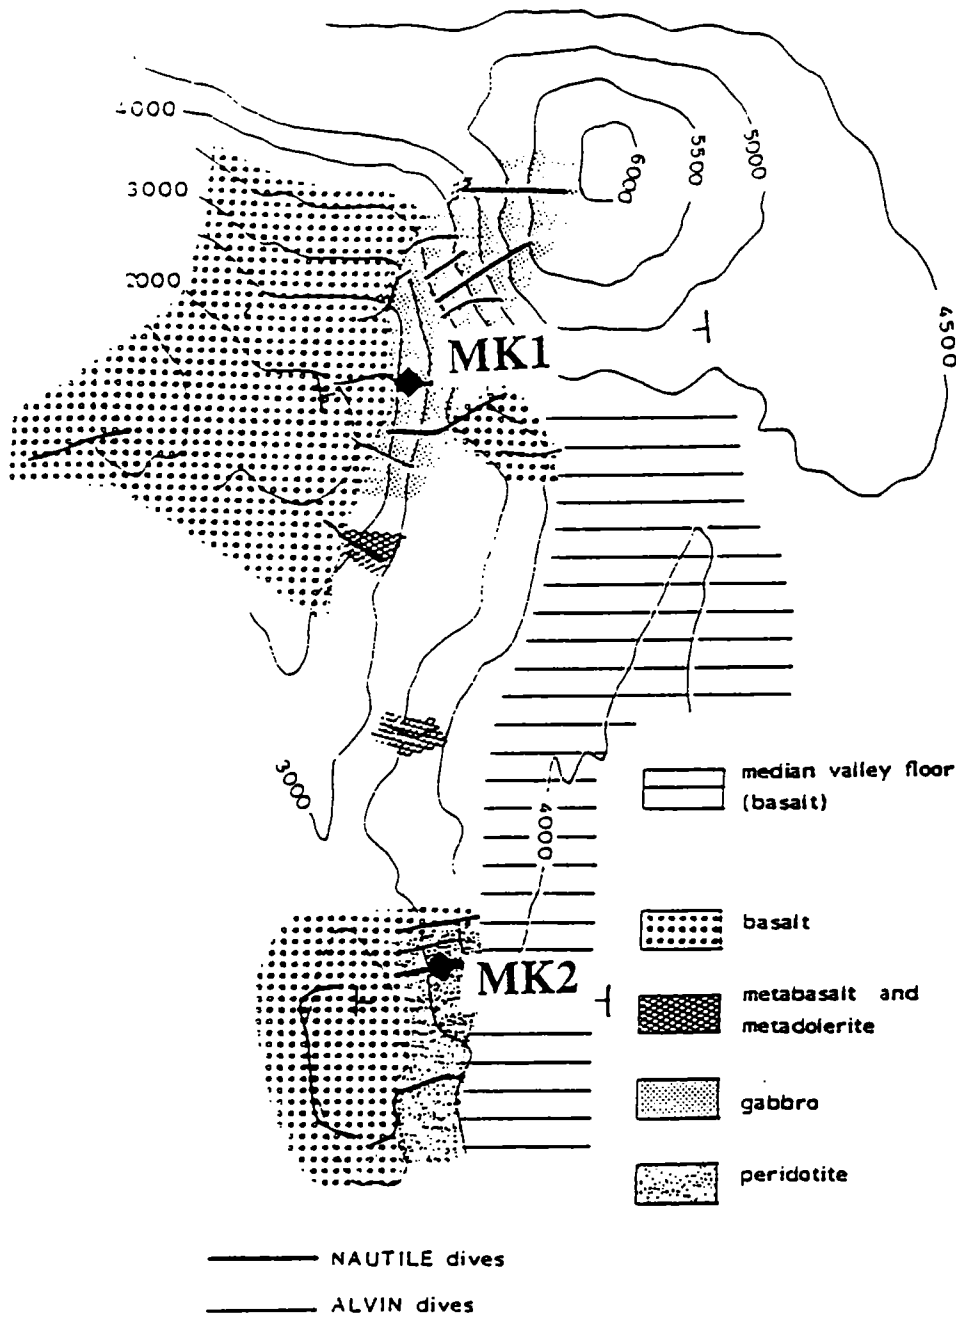 4000
3000
2000
6000
5500
5000
4500
MK1
3000
4000
MK2
median valley floor
(basalt)
basalt
metabasalt and
metadolerite
gabbro
peridotite
NAUTILE dives
ALVIN dives